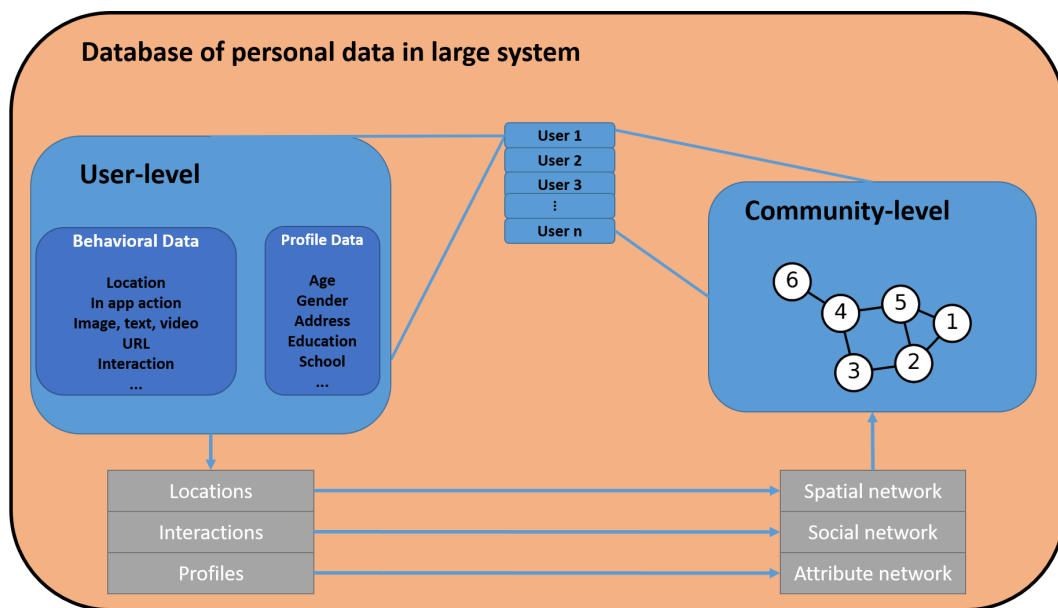 Database of personal data in large system
User-level
Behavioral Data
Location
In app action
Image, text, video
URL
Interaction
...
Profile Data
Age
Gender
Address
Education
School
...
User 1
User 2
User 3
⋮
User n
Community-level
6
4
5
1
3
2
Locations
Interactions
Profiles
Spatial network
Social network
Attribute network